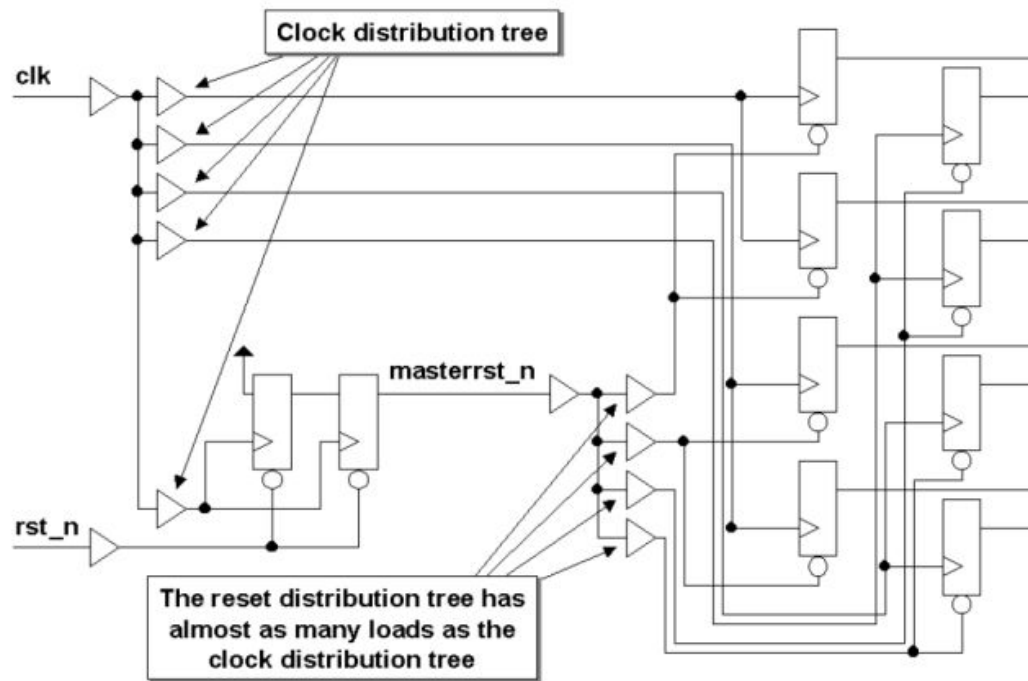 Clock distribution tree
clk
masterrst_n
rst_n
The reset distribution tree has
almost as many loads as the
clock distribution tree